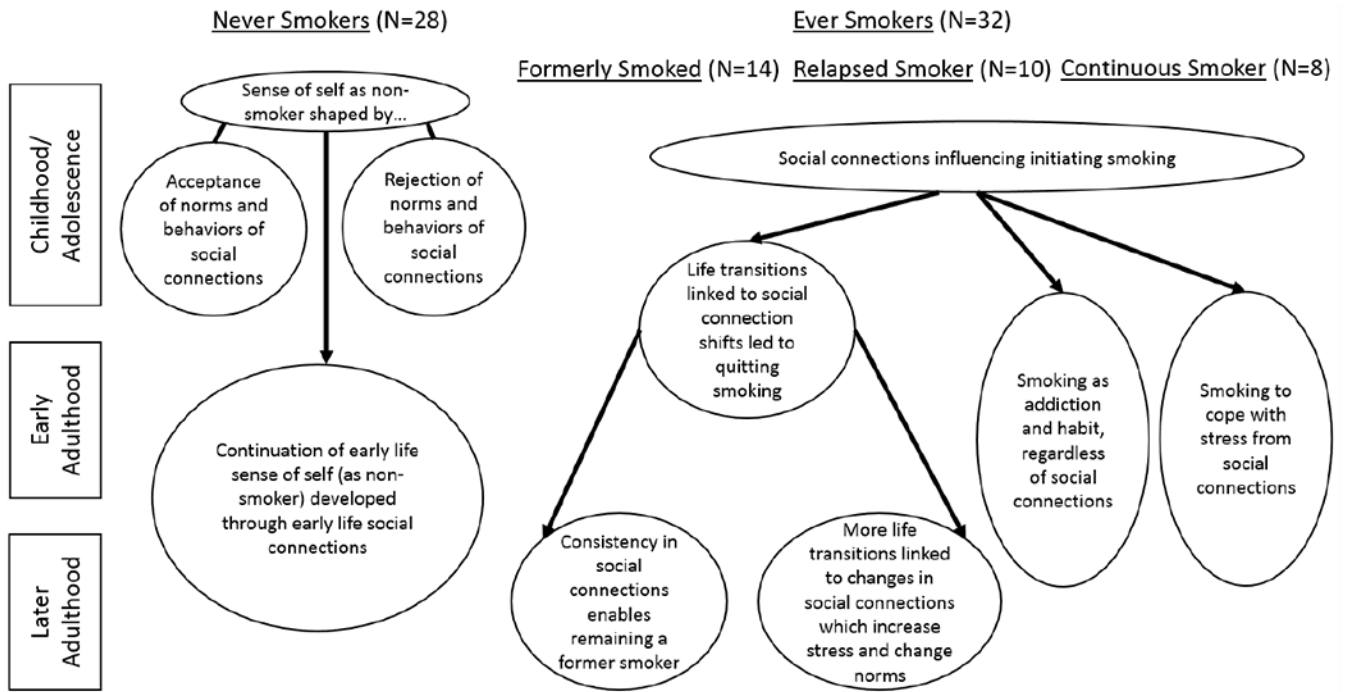 Never Smokers (N=28)
Ever Smokers (N=32)
Formerly Smoked (N=14)
Relapsed Smoker (N=10)
Continuous Smoker (N=8)
Childhood/
Adolescence
Sense of self as non-
smoker shaped by...
Acceptance
of norms and
behaviors of
social
connections
Rejection of
norms and
behaviors of
social
connections
Social connections influencing initiating smoking
Life transitions
linked to social
connection
shifts led to
quitting
smoking
Early
Adulthood
Continuation of early life
sense of self (as non-
smoker) developed
through early life social
connections
Smoking as
addiction
and habit,
regardless
of social
connections
Smoking to
cope with
stress from
social
connections
Later
Adulthood
Consistency in
social
connections
enables
remaining a
former smoker
More life
transitions linked
to changes in
social connections
which increase
stress and change
norms